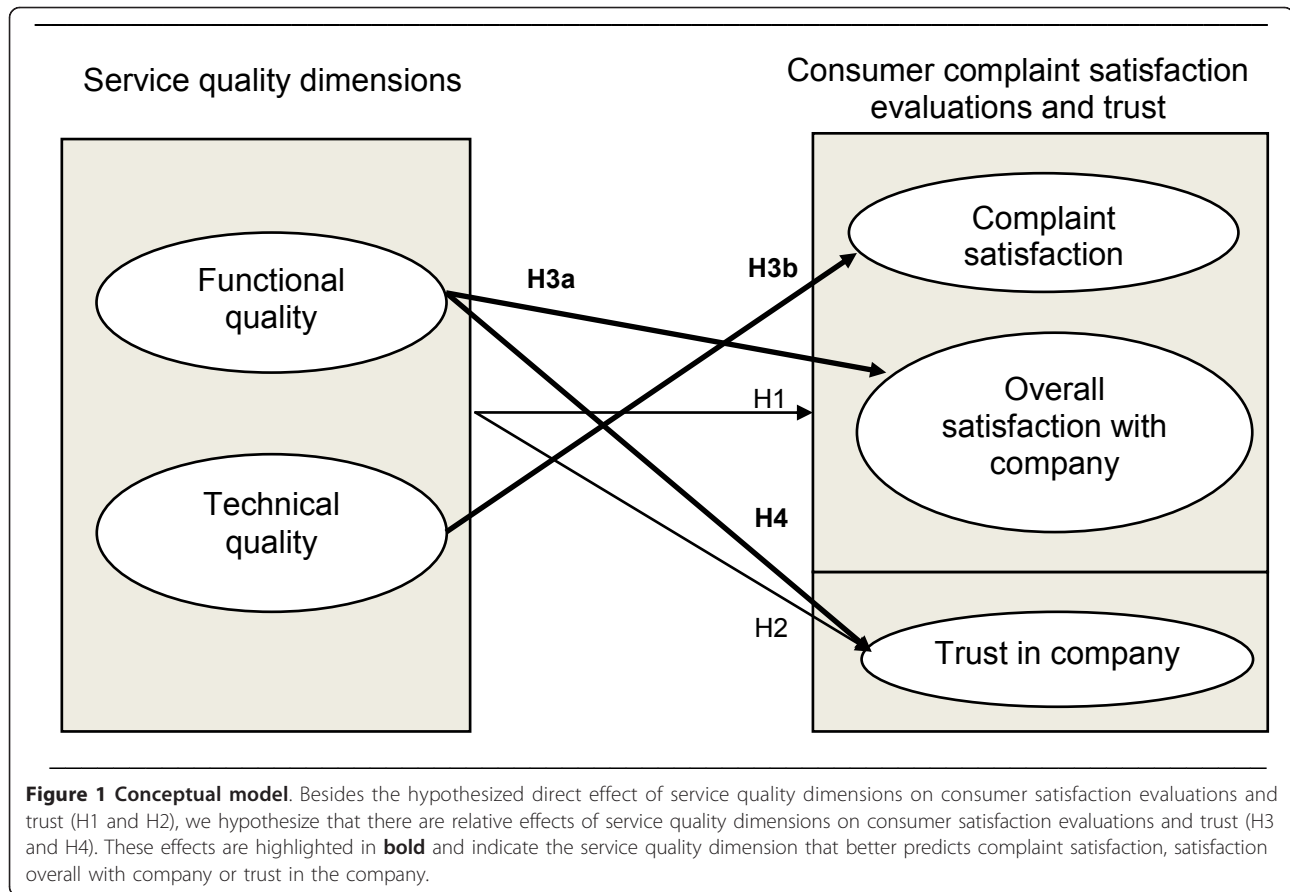 Service quality dimensions
Consumer complaint satisfaction
evaluations and trust
Functional
quality
Technical
quality
H3a
H3b
H1
H4
H2
Complaint
satisfaction
Overall
satisfaction with
company
Trust in company
Figure 1 Conceptual model. Besides the hypothesized direct effect of service quality dimensions on consumer satisfaction evaluations and
trust (H1 and H2), we hypothesize that there are relative effects of service quality dimensions on consumer satisfaction evaluations and trust (H3
and H4). These effects are highlighted in bold and indicate the service quality dimension that better predicts complaint satisfaction, satisfaction
overall with company or trust in the company.